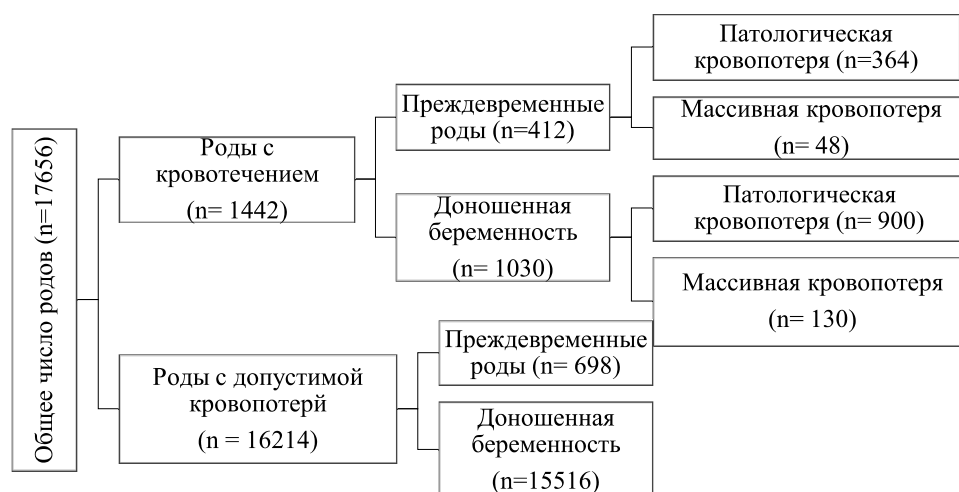 Общее число родов (n=17656)
Роды с
кровотечением
(n= 1442)
Преждевременные
роды (n=412)
Патологическая
кровопотеря (n=364)
Массивная кровопотеря
(n= 48)
Доношенная
беременность
(n= 1030)
Патологическая
кровопотеря (n= 900)
Массивная кровопотеря
(n= 130)
Роды с допустимой
кровопотерй
(n = 16214)
Преждевременные
роды (n= 698)
Доношенная
беременность
(n=15516)